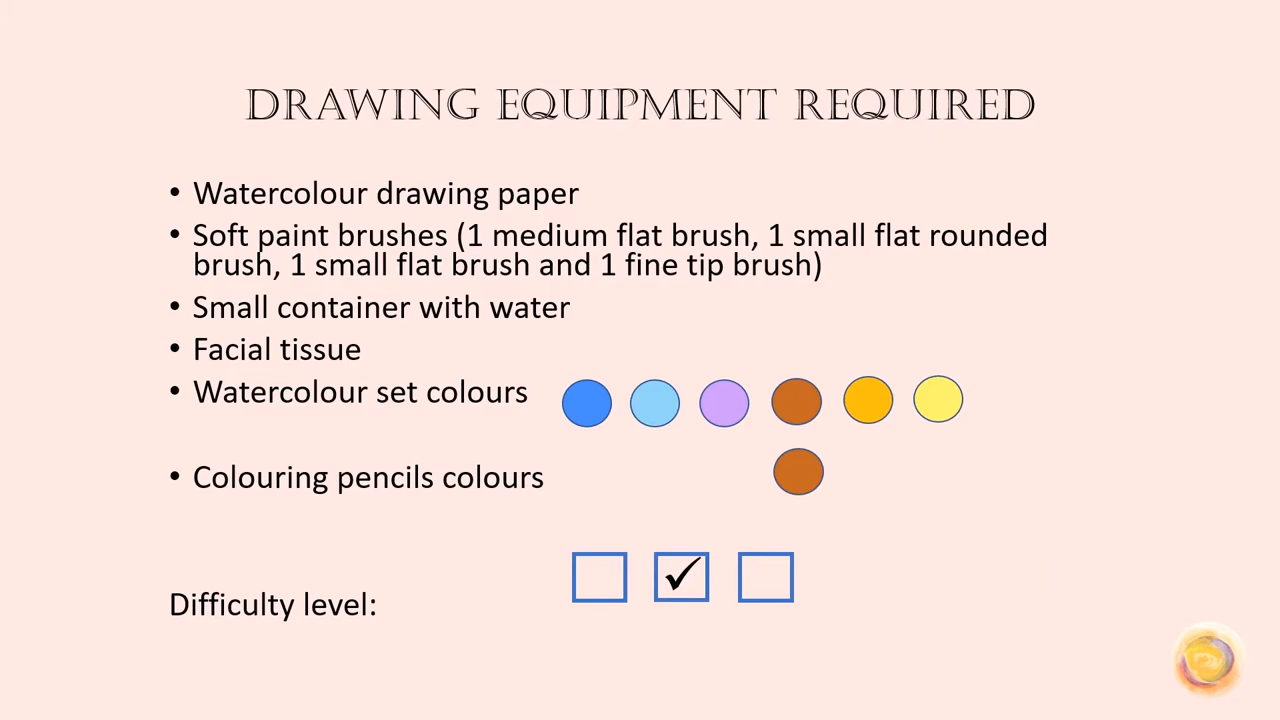 DRAWING EQUIPMENT REQUIRED
• Watercolour drawing paper
• Soft paint brushes (1 medium flat brush, 1 small flat rounded
brush, 1 small flat brush and 1 fine tip brush)
• Small container with water
• Facial tissue
• Watercolour set colours
• Colouring pencils colours
Difficulty level: